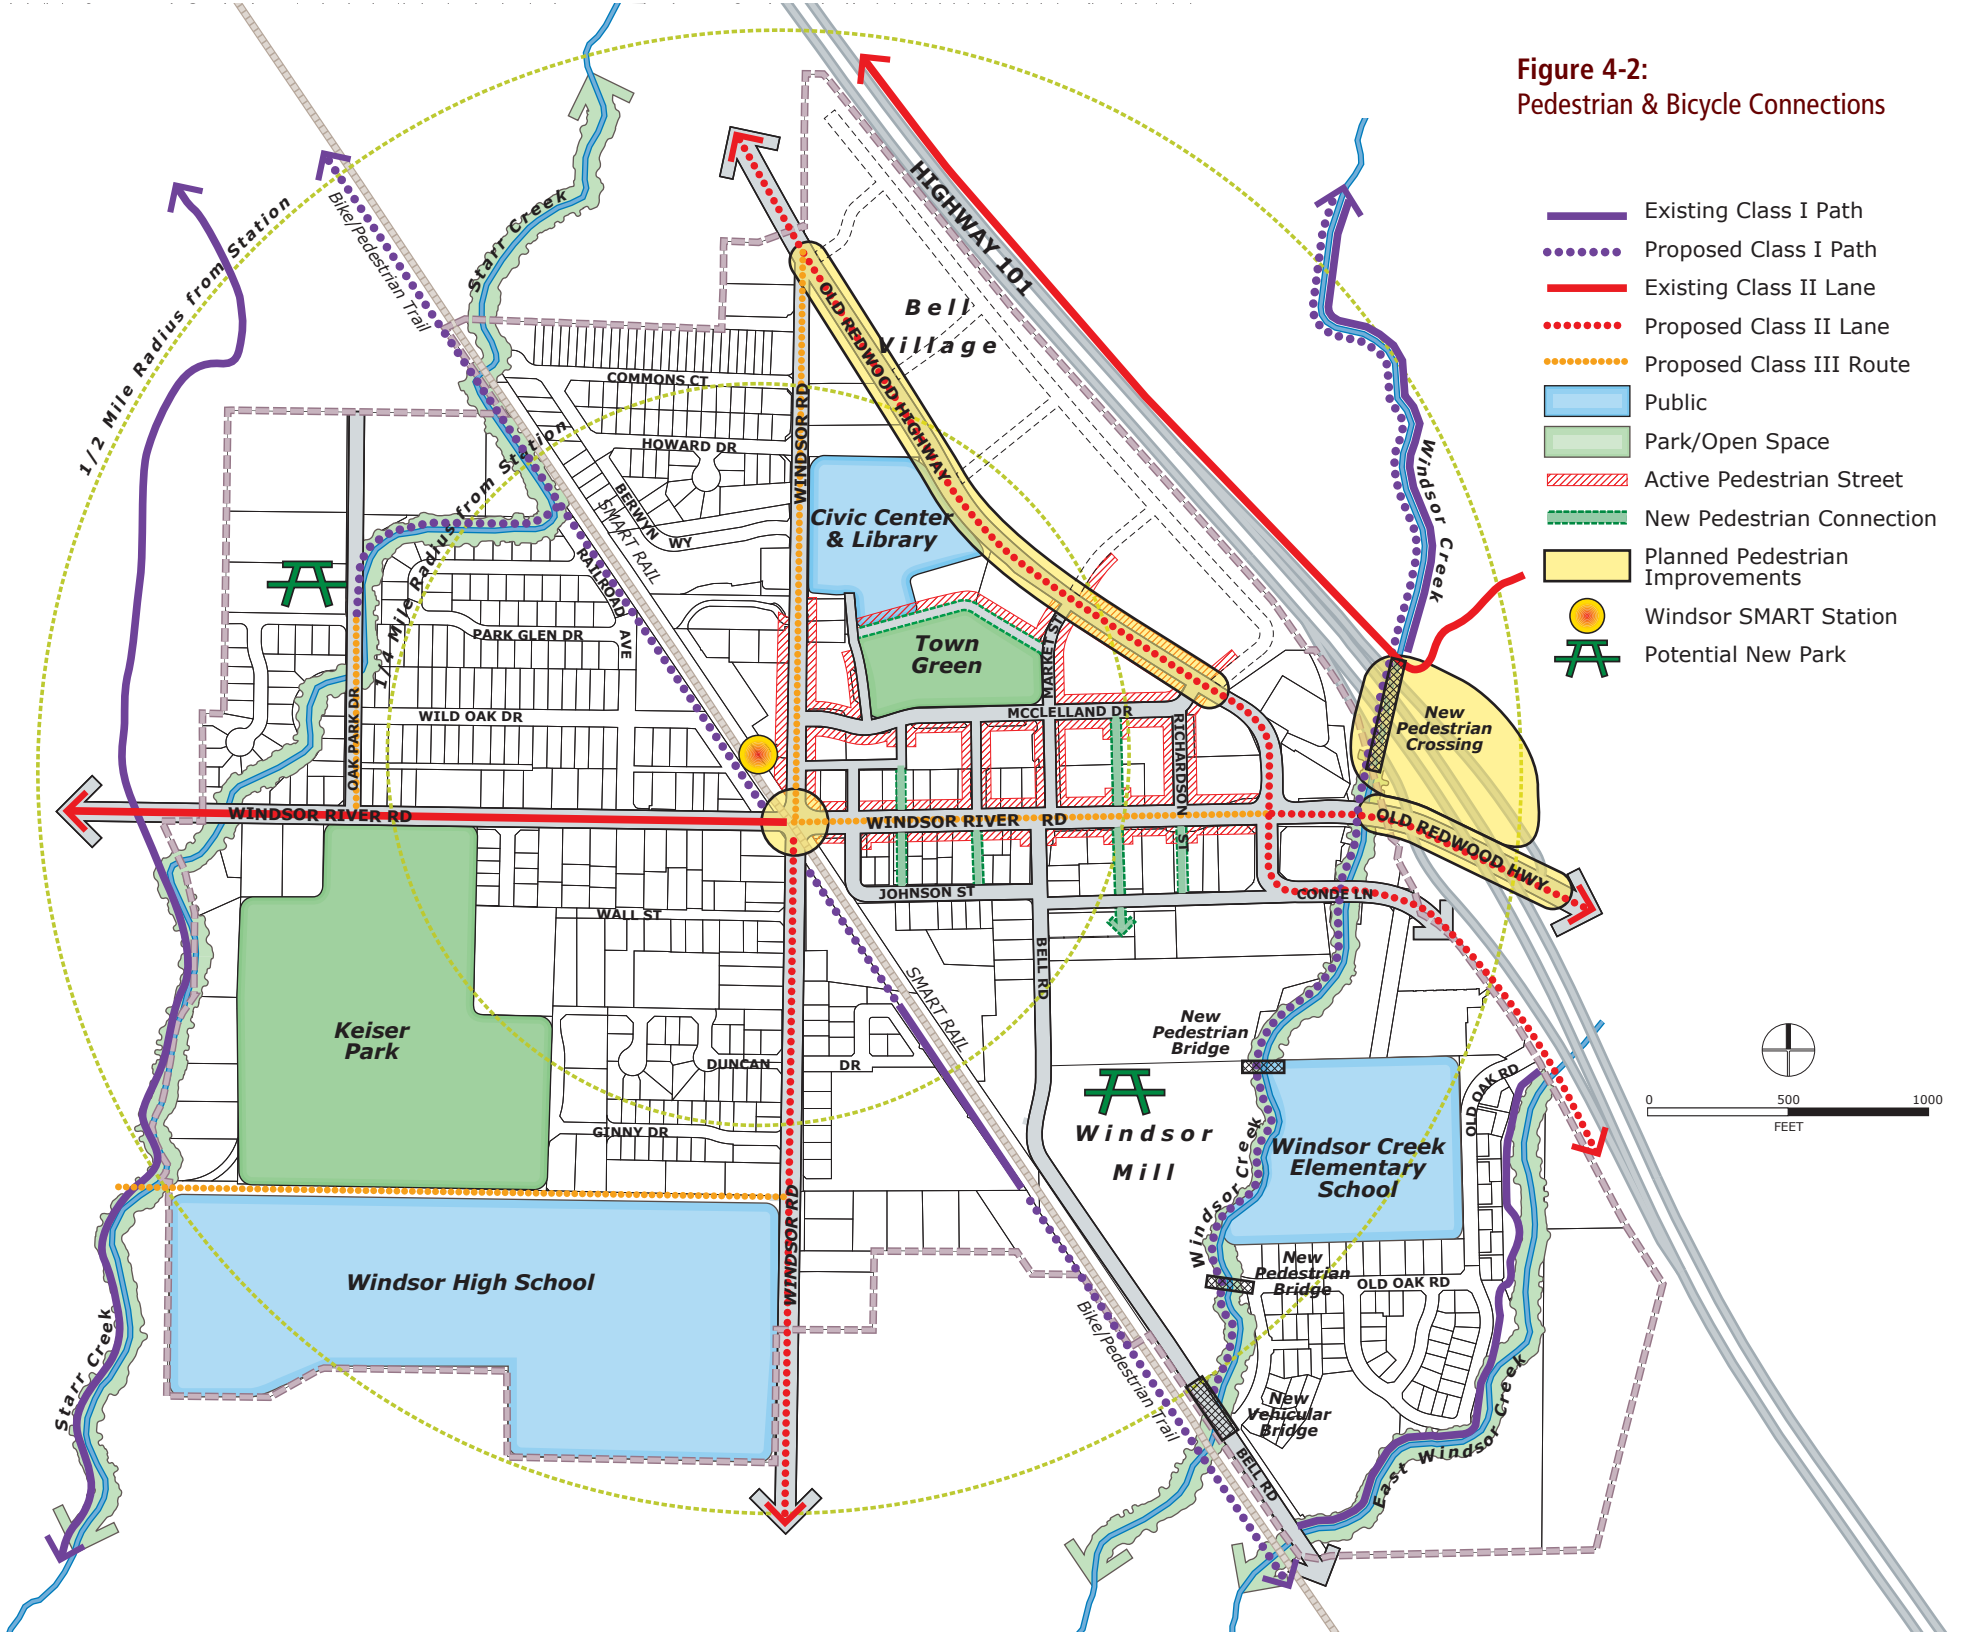 Figure 4-2:
Pedestrian & Bicycle Connections
Existing Class I Path
Proposed Class I Path
Existing Class II Lane
Proposed Class II Lane
Proposed Class III Route
Public
Park/Open Space
Active Pedestrian Street
New Pedestrian Connection
Planned Pedestrian
Improvements
Windsor SMART Station
Potential New Park
0 500 1000
FEET
1/2 Mile Radius from Station
Bike/Pedestrian Trail
Starr Creek
HIGHWAY 101
Bell
Village
OLD REDWOOD HIGHWAY
WINDSOR RD
COMMONS CT
HOWARD DR
BERWYN
WY
SMART RAIL
RAILROAD
AVE
1/4 Mile Radius from Station
PARK GLEN DR
WILD OAK DR
OAK PARK DR
Civic Center
& Library
Town
Green
MARKET ST
MCCLELLAND DR
RICHARDSON ST
Windsor Creek
New
Pedestrian
Crossing
WINDSOR RIVER RD
WINDSOR RIVER RD
OLD REDWOOD HWY
JOHNSON ST
CONDE LN
WALL ST
BELL RD
SMART RAIL
Keiser
Park
DUNCAN
DR
GINNY DR
New
Pedestrian
Bridge
Windsor
Mill
Windsor Creek
Windsor Creek
Elementary
School
OLD OAK RD
WINDSOR RD
Windsor High School
New
Pedestrian
Bridge
OLD OAK RD
Starr Creek
Bike/Pedestrian Trail
New
Vehicular
Bridge
BELL RD
East Windsor Creek